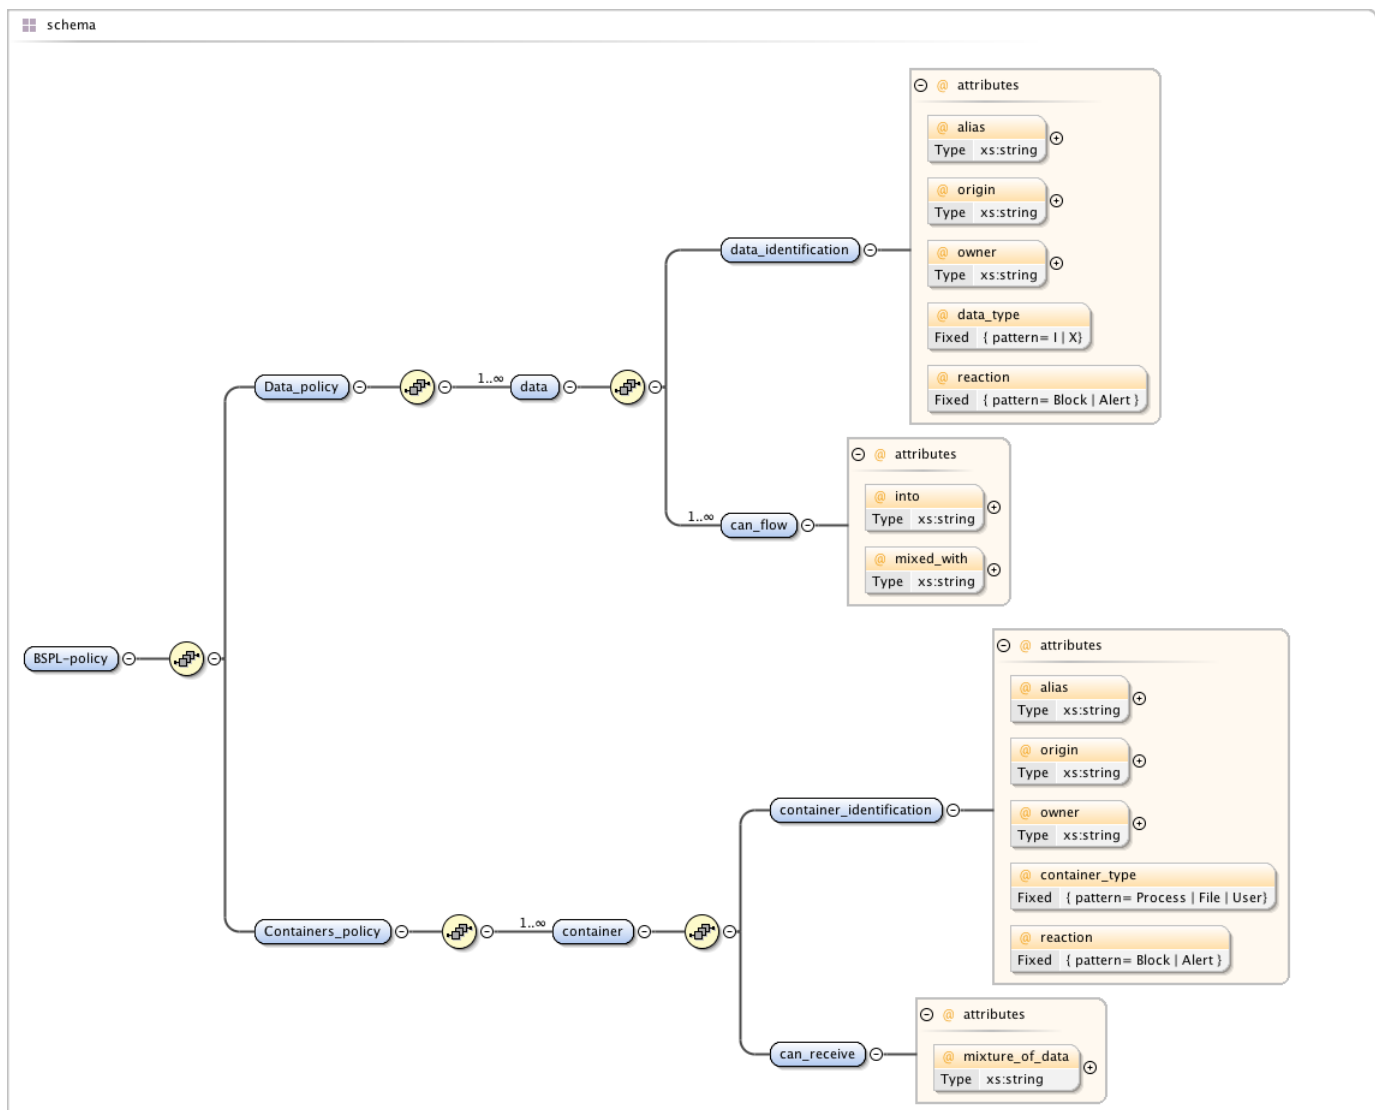 schema
@ attributes
@ alias
Type xs:string
@ origin
Type xs:string
@ owner
Type xs:string
@ data_type
Fixed { pattern= I | X}
@ reaction
Fixed { pattern= Block | Alert }
data_identification
Data_policy
1..∞
data
@ attributes
@ into
Type xs:string
@ mixed_with
Type xs:string
1..∞
can_flow
BSPL-policy
@ attributes
@ alias
Type xs:string
@ origin
Type xs:string
@ owner
Type xs:string
@ container_type
Fixed { pattern= Process | File | User}
@ reaction
Fixed { pattern= Block | Alert }
container_identification
Containers_policy
1..∞
container
@ attributes
@ mixture_of_data
Type xs:string
can_receive